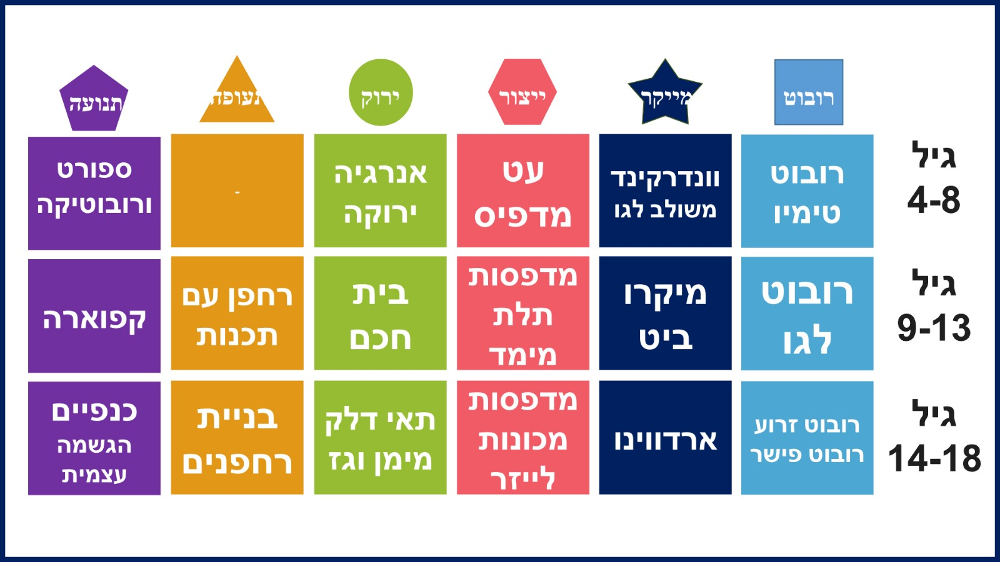 רובוט
מייקר
ייצור
ירוק
תעופה
תנועה
גיל
4-8
רובוט
טימיו
וונדרקינד
משולב לגו
עט
מדפיס
אנרגיה
ירוקה
-
ספורט
ורובוטיקה
גיל
9-13
רובוט
לגו
מיקרו
ביט
מדפסות
תלת
מימד
בית
חכם
רחפן עם
תכנות
קפוארה
גיל
14-18
רובוט זרוע
רובוט פישר
ארדווינו
מדפסות
מכונות
לייזר
תאי דלק
מימן וגז
בניית
רחפנים
כנפיים
הגשמה
עצמית